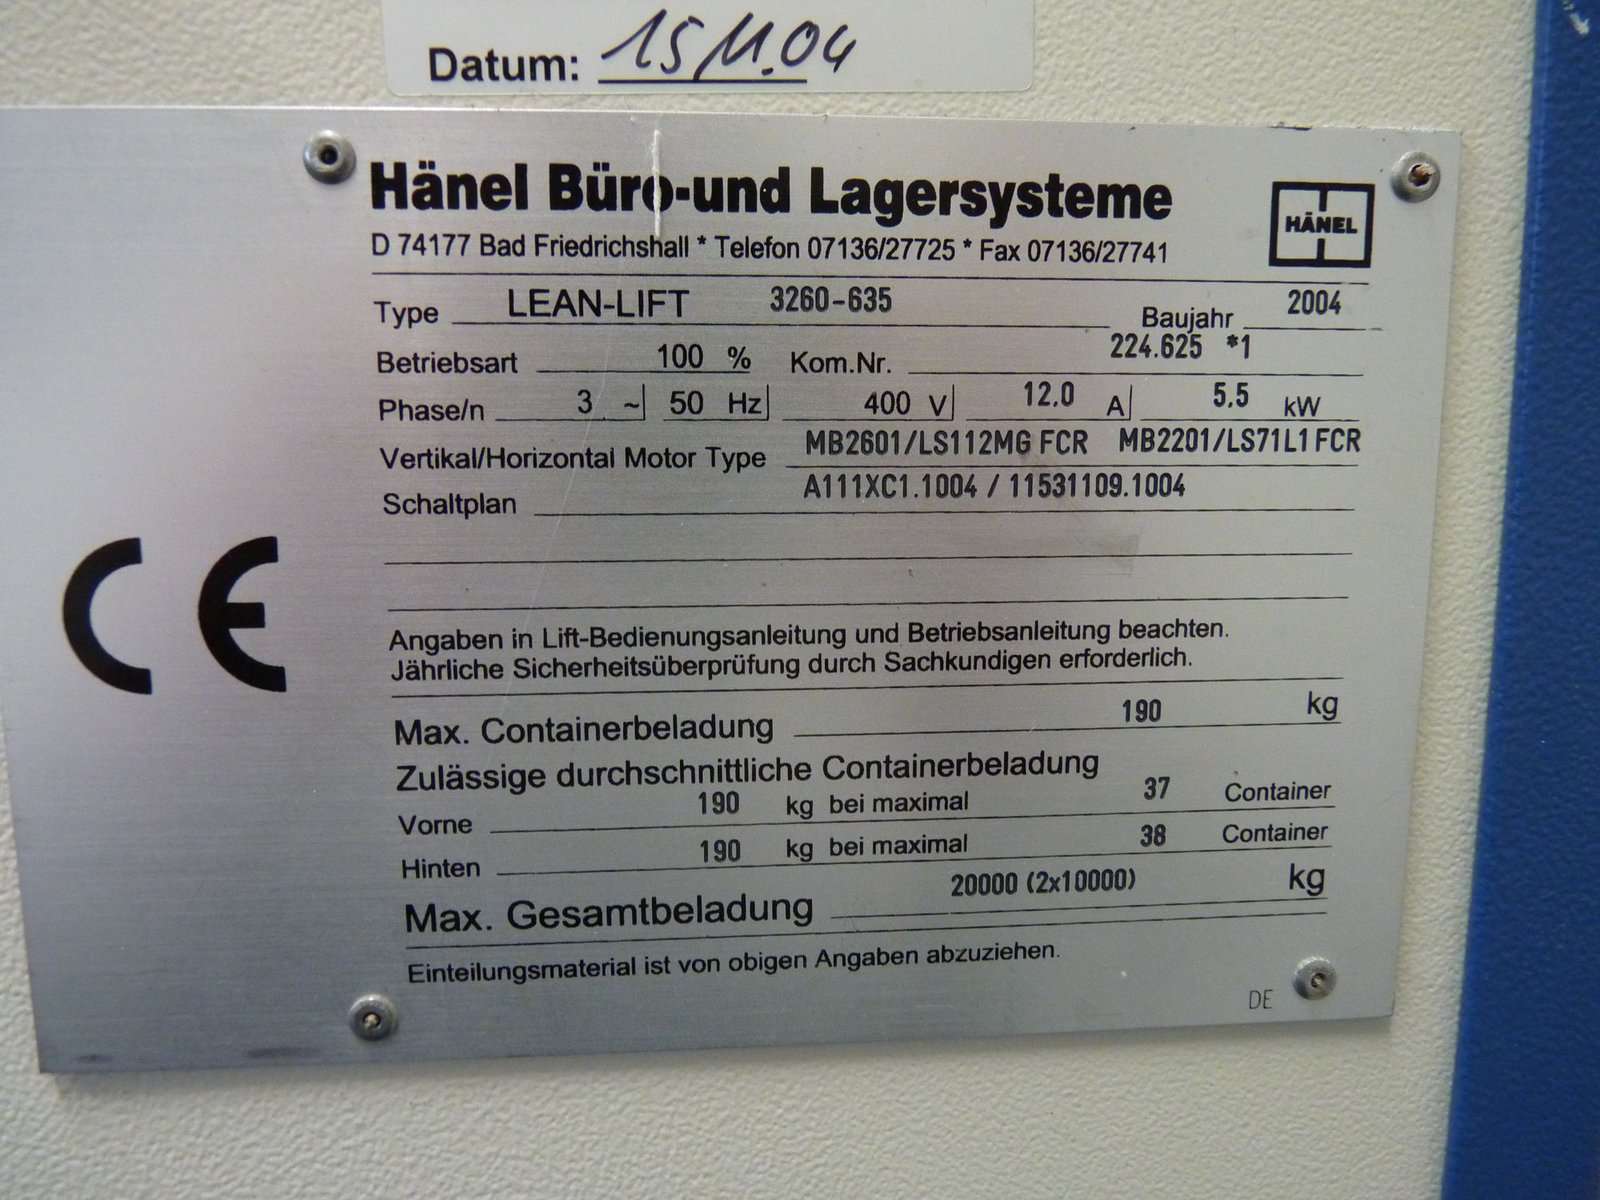 Datum: 15/11.04
Hänel Büro-und Lagersysteme
HÄNEL
D 74177 Bad Friedrichshall * Telefon 07136/27725 * Fax 07136/27741
Type LEAN-LIFT 3260-635 Baujahr 2004
Betriebsart 100 % Kom.Nr. 224.625 *1
Phase/n 3 ~ 50 Hz 400 V 12.0 A 5,5 kW
Vertikal/Horizontal Motor Type MB2601/LS112MG FCR MB2201/LS71L1 FCR
Schaltplan A111XC1.1004 / 11531109.1004
CE
Angaben in Lift-Bedienungsanleitung und Betriebsanleitung beachten.
Jährliche Sicherheitsüberprüfung durch Sachkundigen erforderlich.
Max. Containerbeladung 190 kg
Zulässige durchschnittliche Containerbeladung
Vorne 190 kg bei maximal 37 Container
Hinten 190 kg bei maximal 38 Container
Max. Gesamtbeladung 20000 (2x10000) kg
Einteilungsmaterial ist von obigen Angaben abzuziehen.
DE